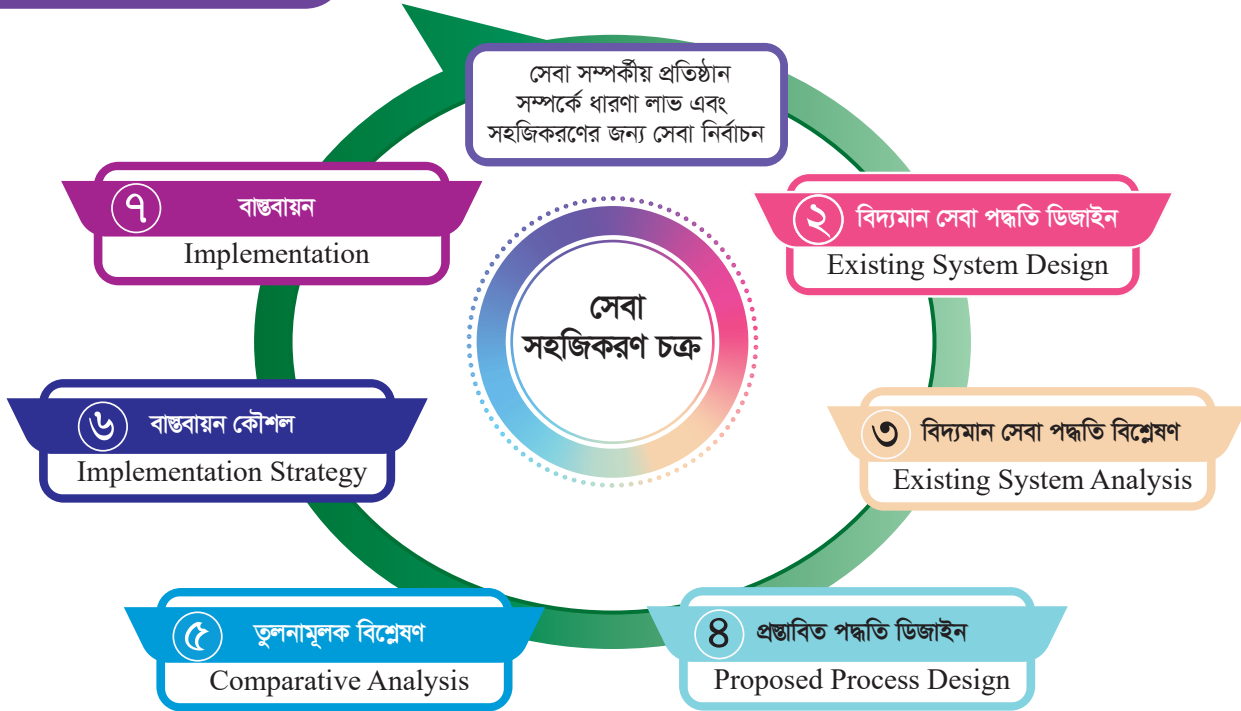 সেবা সম্পর্কীয় প্রতিষ্ঠান
সম্পর্কে ধারণা লাভ এবং
সহজিকরণের জন্য সেবা নির্বাচন
২ বিদ্যমান সেবা পদ্ধতি ডিজাইন
Existing System Design
৩ বিদ্যমান সেবা পদ্ধতি বিশ্লেষণ
Existing System Analysis
৪ প্রস্তাবিত পদ্ধতি ডিজাইন
Proposed Process Design
৫ তুলনামূলক বিশ্লেষণ
Comparative Analysis
৬ বাস্তবায়ন কৌশল
Implementation Strategy
৭ বাস্তবায়ন
Implementation
সেবা
সহজিকরণ চক্র